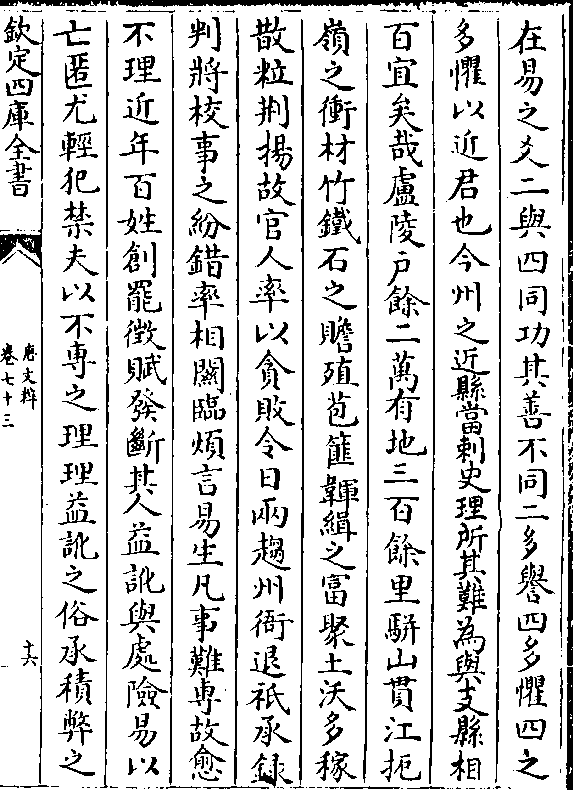 在易之爻二與四同功其善不同二多譽四多懼四之
多懼以近君也今州之近縣當刺史理所其難為與支縣相
百宜矣哉盧陵戶餘二萬有地三百餘里駢山貫江扼
嶺之衝材竹鐵石之贍殖苞篚韗緝之富聚土沃多稼
散粒荆揚故官人率以貪敗令日兩趨州衙退祇承録
判將校事之紛錯率相關臨煩言易生凡事難專故愈
不理近年百姓創罷徴賦發斷其人益訛與處險易以
亡匿尤輕犯禁夫以不專之理理益訛之俗承積弊之
欽定四庫全書
唐文粹
卷七十三
十六